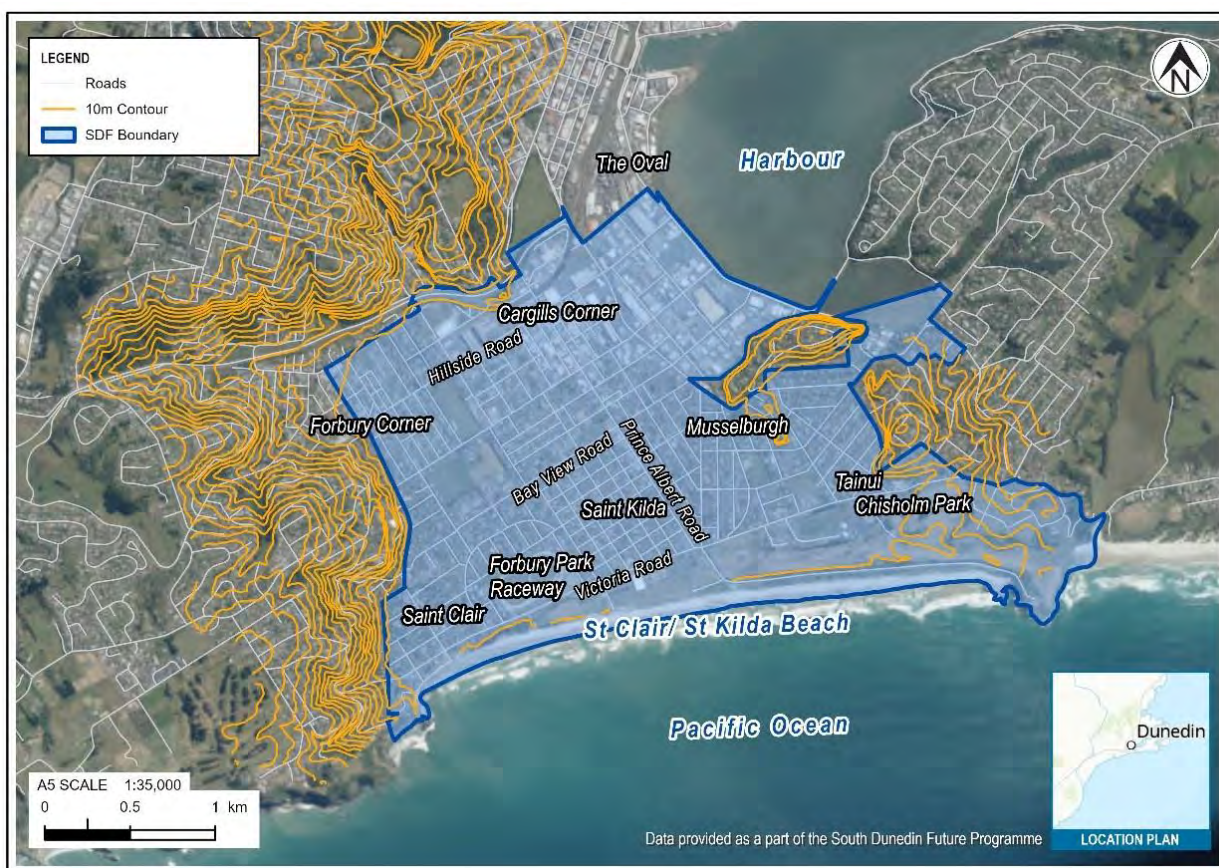 LEGEND
Roads
10m Contour
SDF Boundary
N
The Oval
Harbour
Cargills Corner
Hillside Road
Forbury Corner
Musselburgh
Prince Albert Road
Bay View Road
Tainui
Chisholm Park
Saint Kilda
Forbury Park
Raceway
Victoria Road
Saint Clair
St Clair/ St Kilda Beach
Pacific Ocean
Dunedin
A5 SCALE 1:35,000
0 0.5 1 km
Data provided as a part of the South Dunedin Future Programme
LOCATION PLAN